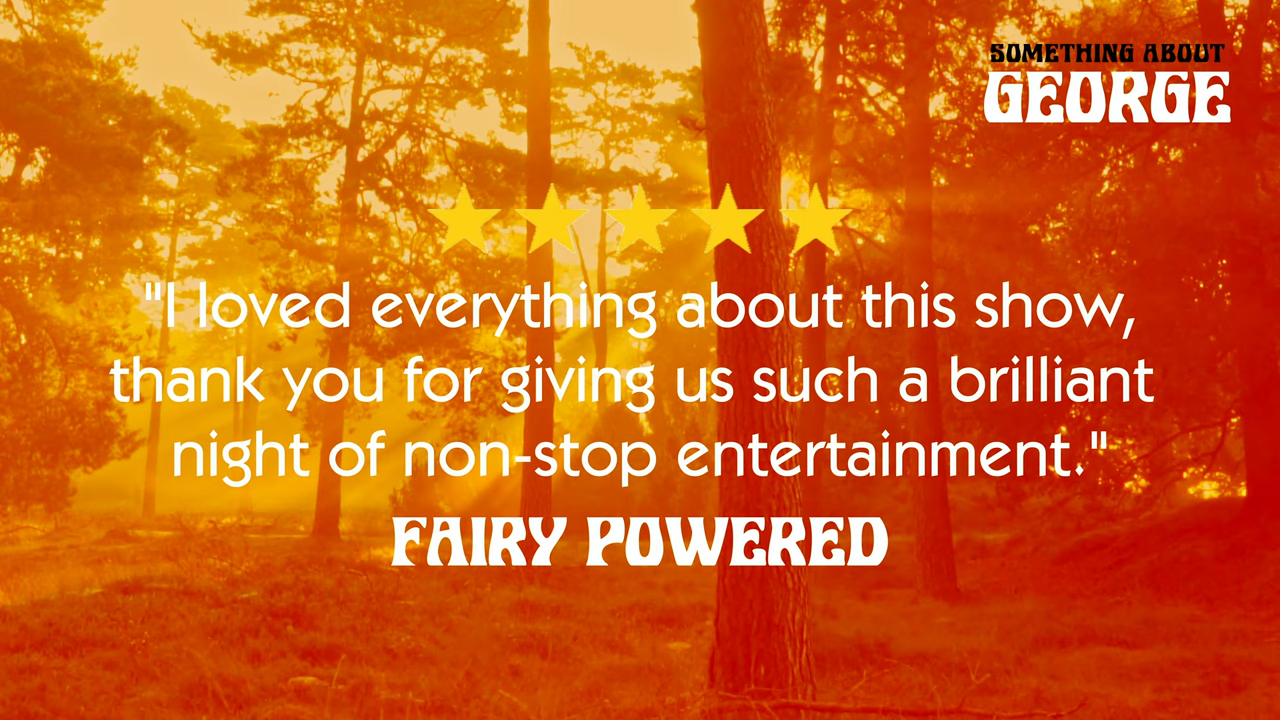 SOMETHING ABOUT
GEORGE
"I loved everything about this show,
thank you for giving us such a brilliant
night of non-stop entertainment."
FAIRY POWERED